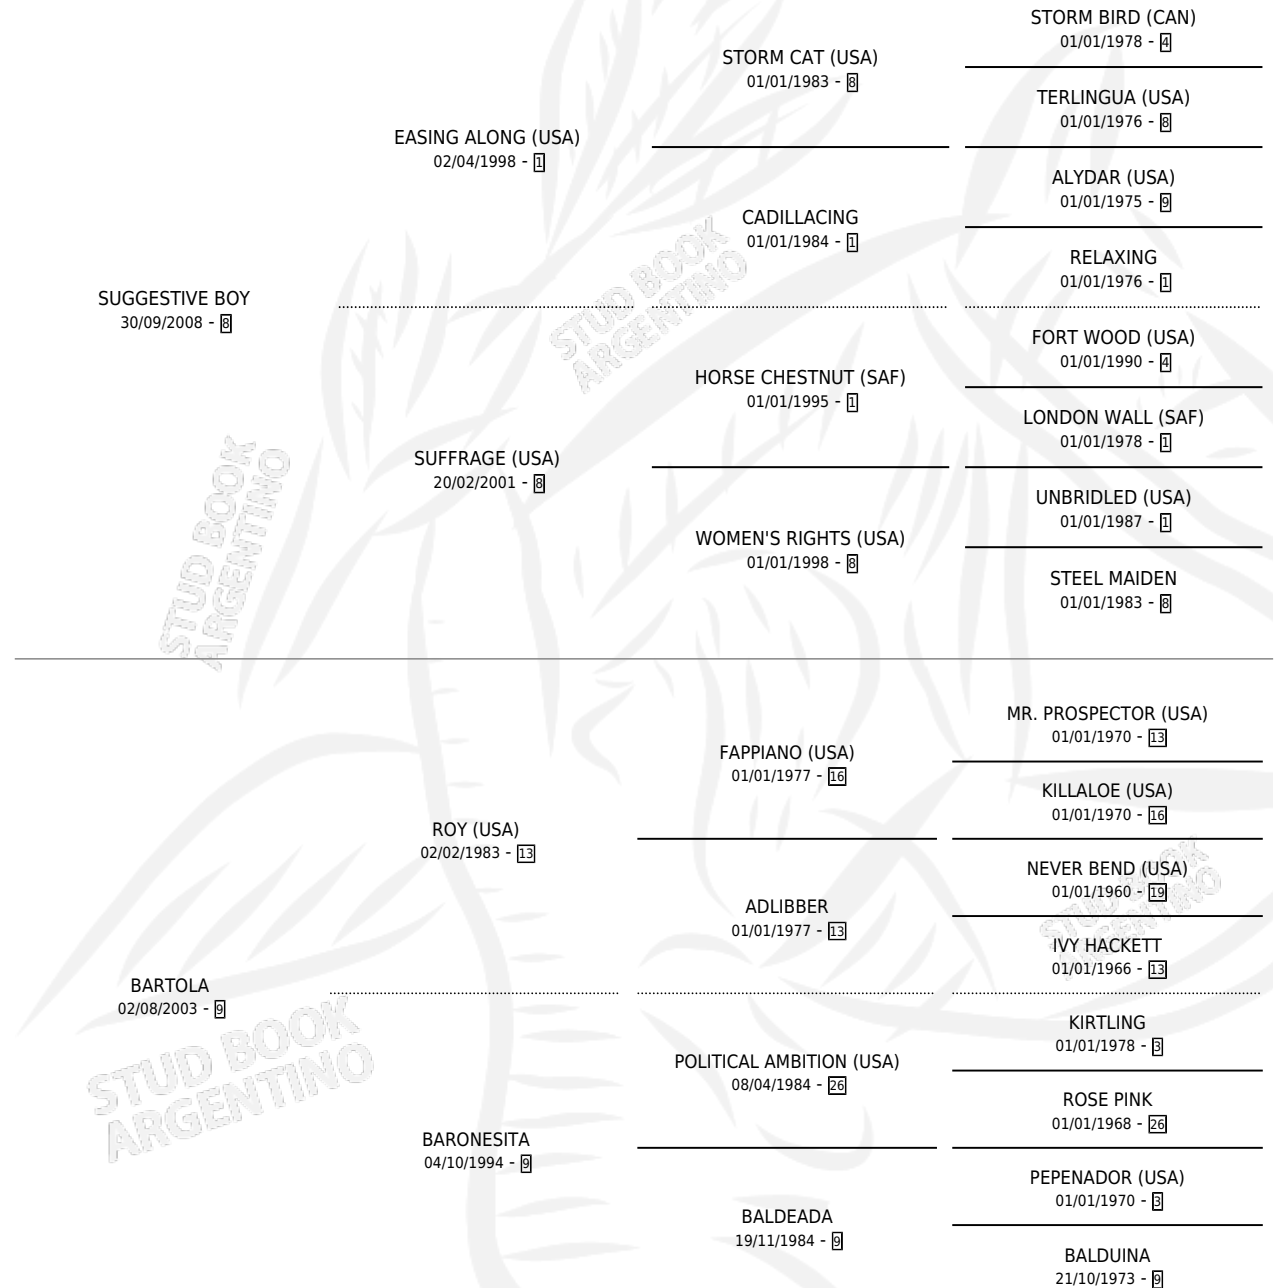 STORM BIRD (CAN)
01/01/1978 - 4
STORM CAT (USA)
01/01/1983 - 8
TERLINGUA (USA)
01/01/1976 - 8
EASING ALONG (USA)
02/04/1998 - 1
ALYDAR (USA)
01/01/1975 - 9
CADILLACING
01/01/1984 - 1
RELAXING
01/01/1976 - 1
SUGGESTIVE BOY
30/09/2008 - 8
FORT WOOD (USA)
01/01/1990 - 4
HORSE CHESTNUT (SAF)
01/01/1995 - 1
LONDON WALL (SAF)
01/01/1978 - 1
SUFFRAGE (USA)
20/02/2001 - 8
UNBRIDLED (USA)
01/01/1987 - 1
WOMEN'S RIGHTS (USA)
01/01/1998 - 8
STEEL MAIDEN
01/01/1983 - 8
MR. PROSPECTOR (USA)
01/01/1970 - 13
FAPPIANO (USA)
01/01/1977 - 16
KILLALOE (USA)
01/01/1970 - 16
ROY (USA)
02/02/1983 - 13
NEVER BEND (USA)
01/01/1960 - 19
ADLIBBER
01/01/1977 - 13
IVY HACKETT
01/01/1966 - 13
BARTOLA
02/08/2003 - 9
KIRTLING
01/01/1978 - 3
POLITICAL AMBITION (USA)
08/04/1984 - 26
ROSE PINK
01/01/1968 - 26
BARONESITA
04/10/1994 - 9
PEPENADOR (USA)
01/01/1970 - 3
BALDEADA
19/11/1984 - 9
BALDUINA
21/10/1973 - 9
STUD BOOK
ARGENTINO
STUD BOOK
ARGENTINO
STUD BOOK
ARGENTINO
STUD BOOK
ARGENTINO